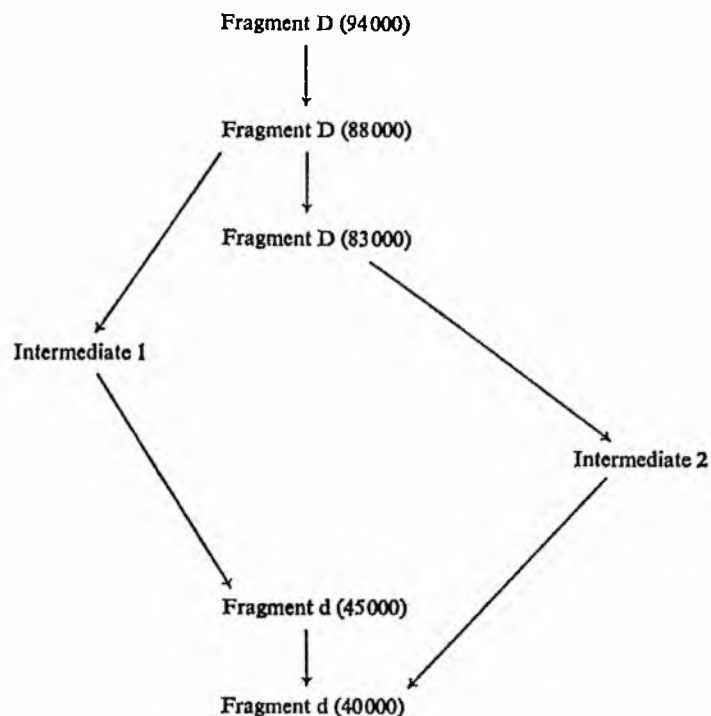 Fragment D (94000)
Fragment D (88000)
Fragment D (83000)
Intermediate 1
Intermediate 2
Fragment d (45000)
Fragment d (40000)